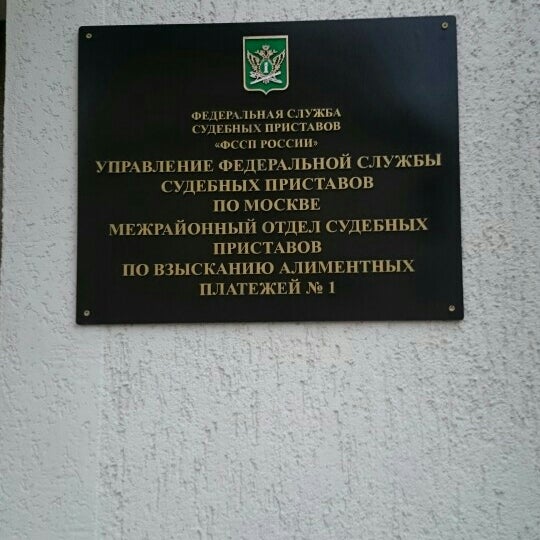 ФЕДЕРАЛЬНАЯ СЛУЖБА
СУДЕБНЫХ ПРИСТАВОВ
«ФССП РОССИИ»
УПРАВЛЕНИЕ ФЕДЕРАЛЬНОЙ СЛУЖБЫ
СУДЕБНЫХ ПРИСТАВОВ
ПО МОСКВЕ
МЕЖРАЙОННЫЙ ОТДЕЛ СУДЕБНЫХ
ПРИСТАВОВ
ПО ВЗЫСКАНИЮ АЛИМЕНТНЫХ
ПЛАТЕЖЕЙ № 1